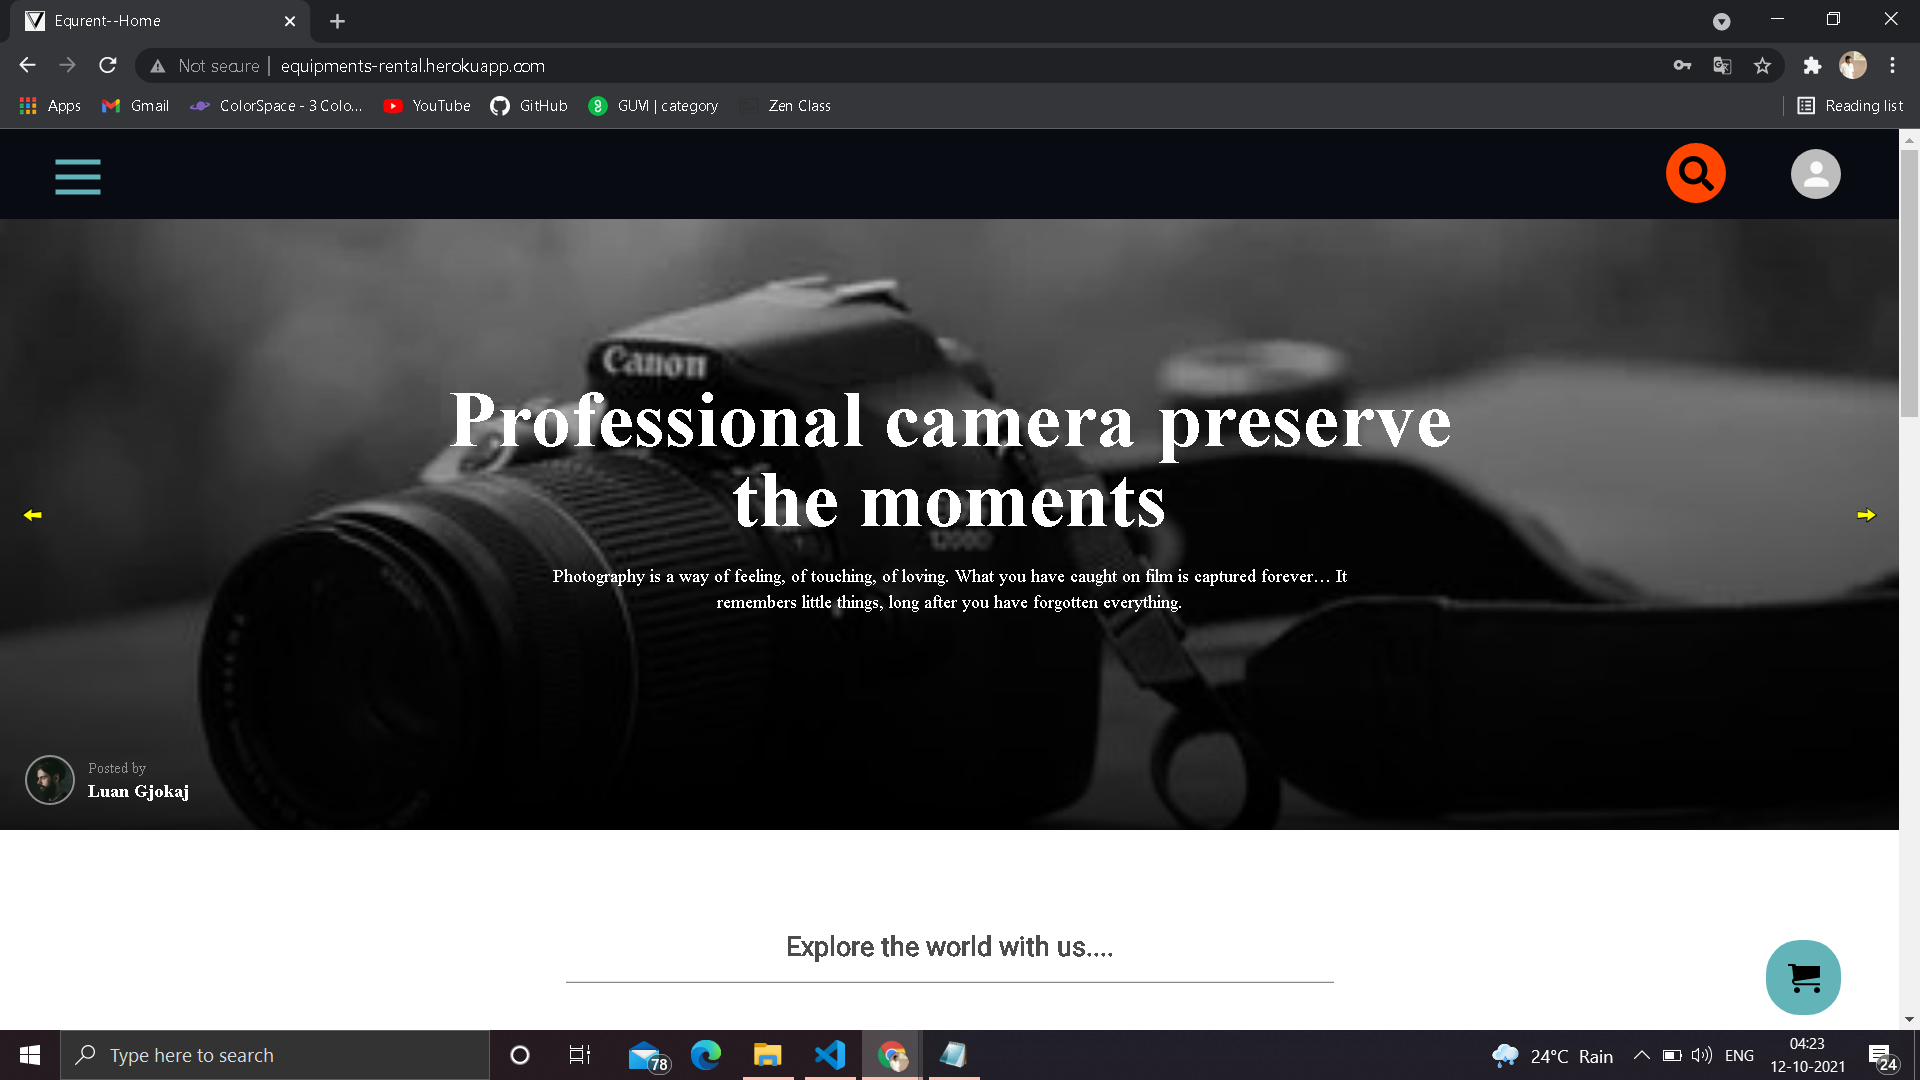 Equrent--Home
Not secure | equipments-rental.herokuapp.com
Apps Gmail ColorSpace - 3 Colo... YouTube GitHub GUVI | category Zen Class Reading list
Canon
Professional camera preserve
the moments
1200D
Photography is a way of feeling, of touching, of loving. What you have caught on film is captured forever… It
remembers little things, long after you have forgotten everything.
Posted by
Luan Gjokaj
Explore the world with us....
Type here to search
78
24°C Rain
ENG
04:23
12-10-2021
24